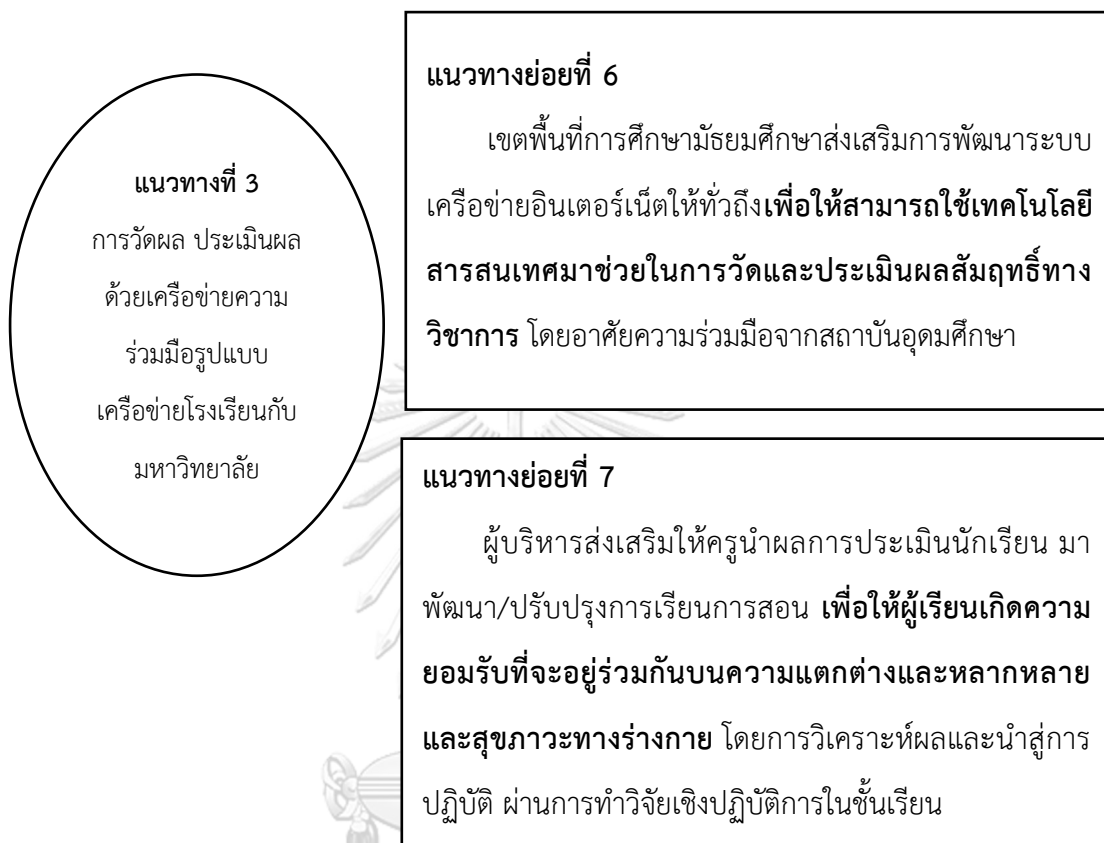 แนวทางที่ 3
การวัดผล ประเมินผล
ด้วยเครือข่ายความ
ร่วมมือรูปแบบ
เครือข่ายโรงเรียนกับ
มหาวิทยาลัย
แนวทางย่อยที่ 6
เขตพื้นที่การศึกษามัธยมศึกษาส่งเสริมการพัฒนาระบบ
เครือข่ายอินเตอร์เน็ตให้ทั่วถึงเพื่อให้สามารถใช้เทคโนโลยี
สารสนเทศมาช่วยในการวัดและประเมินผลสัมฤทธิ์ทาง
วิชาการ โดยอาศัยความร่วมมือจากสถาบันอุดมศึกษา
แนวทางย่อยที่ 7
ผู้บริหารส่งเสริมให้ครูนำผลการประเมินนักเรียน มา
พัฒนา/ปรับปรุงการเรียนการสอน เพื่อให้ผู้เรียนเกิดความ
ยอมรับที่จะอยู่ร่วมกันบนความแตกต่างและหลากหลาย
และสุขภาวะทางร่างกาย โดยการวิเคราะห์ผลและนำสู่การ
ปฏิบัติ ผ่านการทำวิจัยเชิงปฏิบัติการในชั้นเรียน